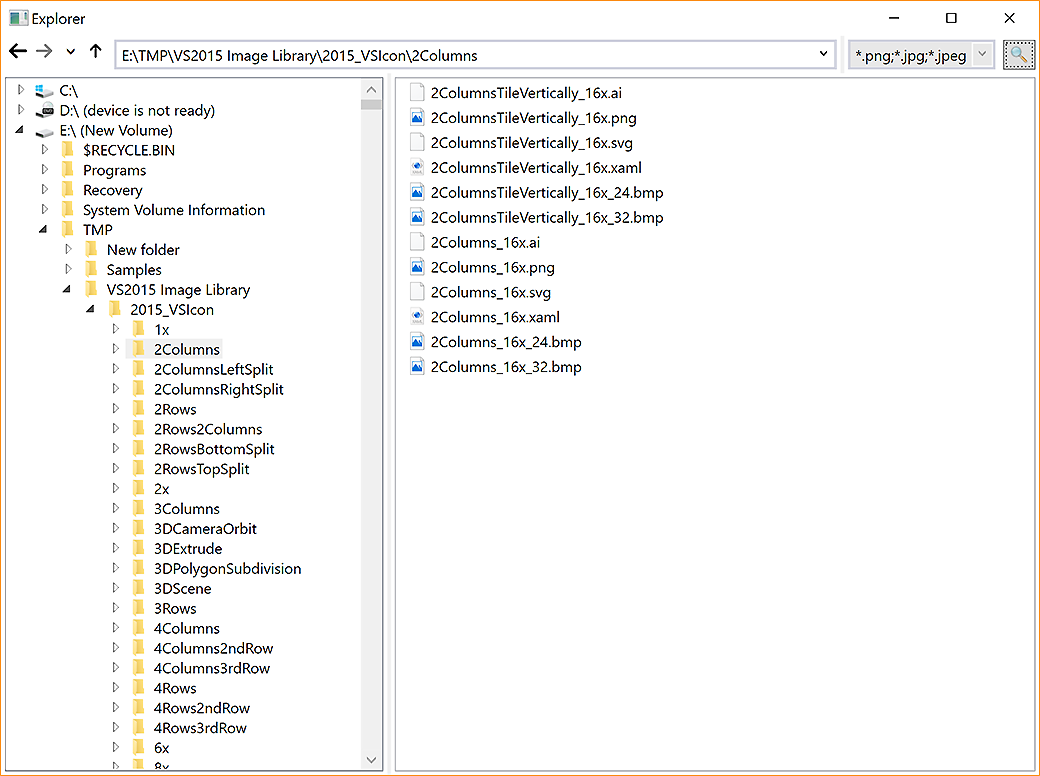 Explorer
E:\TMP\VS2015 Image Library\2015_VSIcon\2Columns
*.png;*.jpg;*.jpeg
C:\
D:\ (device is not ready)
E:\ (New Volume)
$RECYCLE.BIN
Programs
Recovery
System Volume Information
TMP
New folder
Samples
VS2015 Image Library
2015_VSIcon
1x
2Columns
2ColumnsLeftSplit
2ColumnsRightSplit
2Rows
2Rows2Columns
2RowsBottomSplit
2RowsTopSplit
2x
3Columns
3DCameraOrbit
3DExtrude
3DPolygonSubdivision
3DScene
3Rows
4Columns
4Columns2ndRow
4Columns3rdRow
4Rows
4Rows2ndRow
4Rows3rdRow
6x
8x
2ColumnsTileVertically_16x.ai
2ColumnsTileVertically_16x.png
2ColumnsTileVertically_16x.svg
2ColumnsTileVertically_16x.xaml
2ColumnsTileVertically_16x_24.bmp
2ColumnsTileVertically_16x_32.bmp
2Columns_16x.ai
2Columns_16x.png
2Columns_16x.svg
2Columns_16x.xaml
2Columns_16x_24.bmp
2Columns_16x_32.bmp